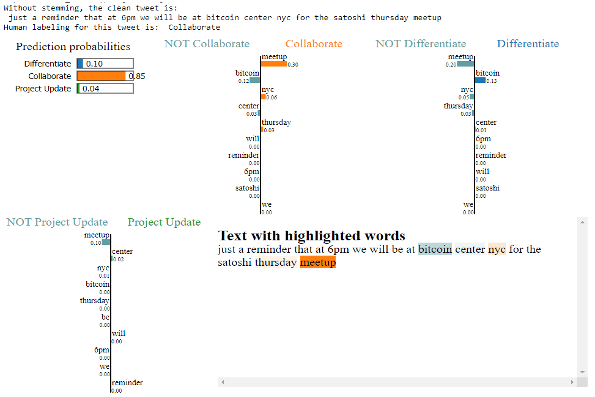 Without stemming, the clean tweet is:
just a reminder that at 6pm we will be at bitcoin center nyc for the satoshi thursday meetup
Human labeling for this tweet is: Collaborate
Prediction probabilities
Differentiate 0.10
Collaborate 0.85
Project Update 0.04
NOT Collaborate Collaborate
meetup
0.30
bitcoin
0.12
nyc
0.06
center
0.03
thursday
0.03
will
0.00
reminder
0.00
6pm
0.00
satoshi
0.00
we
0.00
NOT Differentiate Differentiate
meetup
0.20
bitcoin
0.13
nyc
0.05
thursday
0.03
center
0.01
6pm
0.00
reminder
0.00
will
0.00
satoshi
0.00
we
0.00
NOT Project Update Project Update
meetup
0.10
center
0.02
nyc
0.01
bitcoin
0.00
thursday
0.00
be
0.00
will
0.00
6pm
0.00
we
0.00
reminder
0.00
Text with highlighted words
just a reminder that at 6pm we will be at bitcoin center nyc for the
satoshi thursday meetup